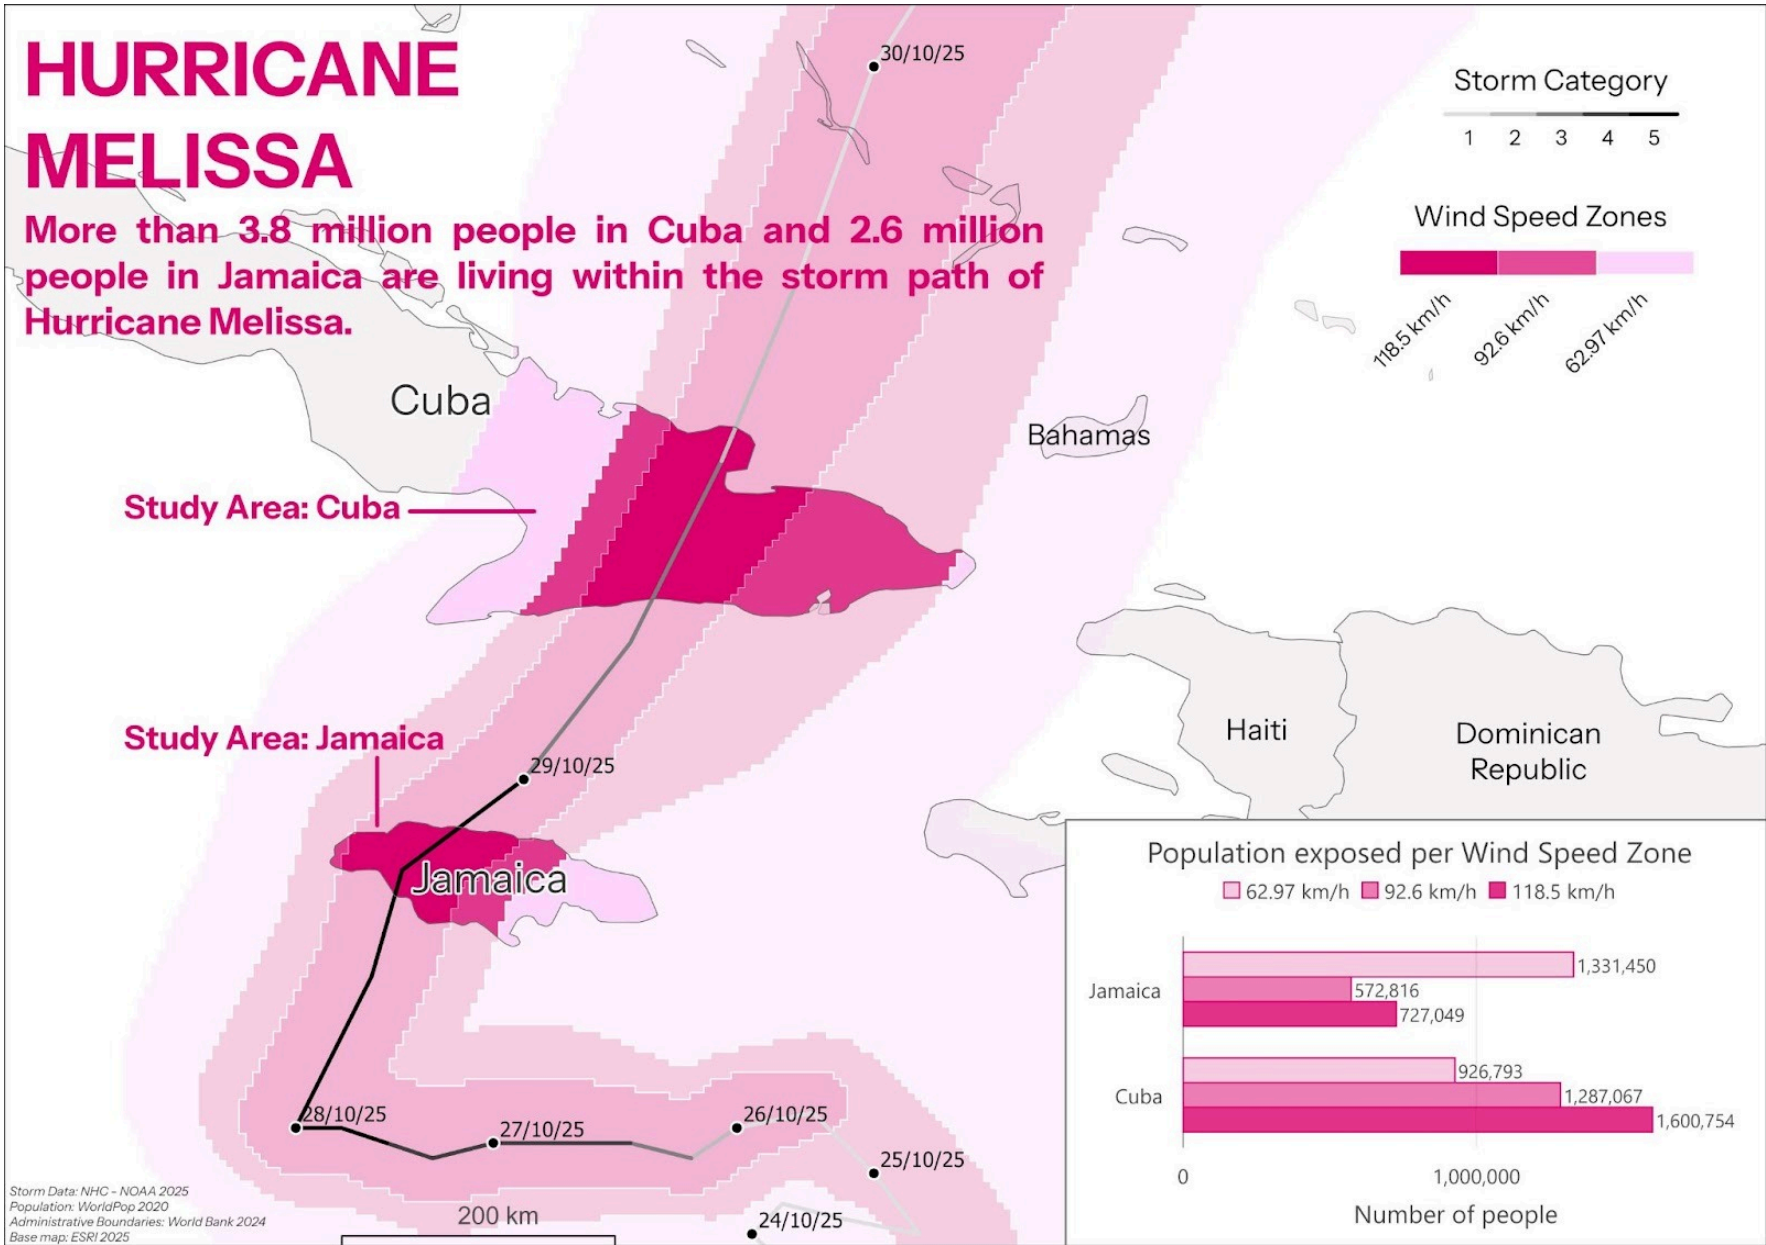 HURRICANE
MELISSA
More than 3.8 million people in Cuba and 2.6 million
people in Jamaica are living within the storm path of
Hurricane Melissa.
30/10/25
Storm Category
1 2 3 4 5
Wind Speed Zones
118.5 km/h 92.6 km/h 62.97 km/h
Cuba
Bahamas
Study Area: Cuba
Study Area: Jamaica
29/10/25
Haiti
Dominican
Republic
Jamaica
28/10/25
27/10/25
26/10/25
25/10/25
24/10/25
200 km
Storm Data: NHC - NOAA 2025
Population: WorldPop 2020
Administrative Boundaries: World Bank 2024
Base map: ESRI 2025
Population exposed per Wind Speed Zone
62.97 km/h 92.6 km/h 118.5 km/h
Jamaica
1,331,450
572,816
727,049
Cuba
926,793
1,287,067
1,600,754
0 1,000,000
Number of people